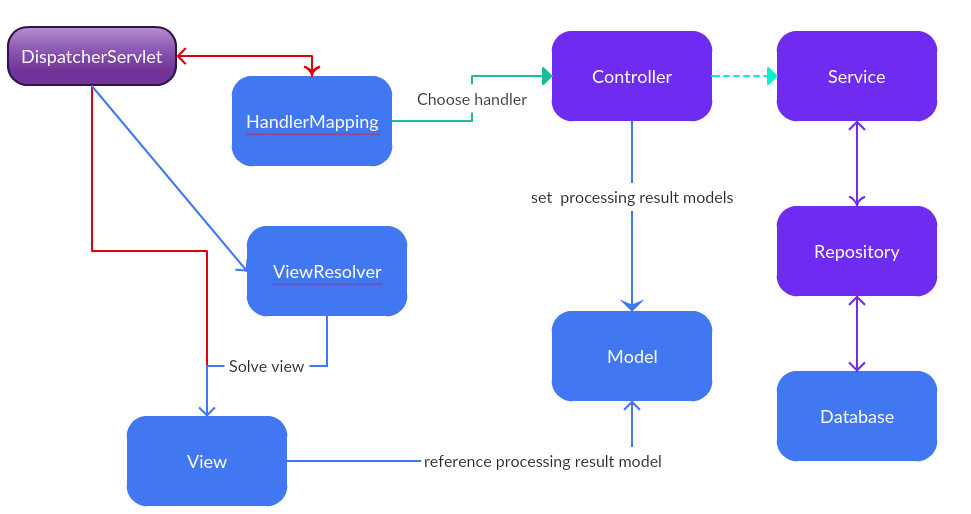 DispatcherServlet
HandlerMapping
Choose handler
Controller
Service
set  processing result models
Repository
ViewResolver
Model
Solve view
Database
View
reference processing result model